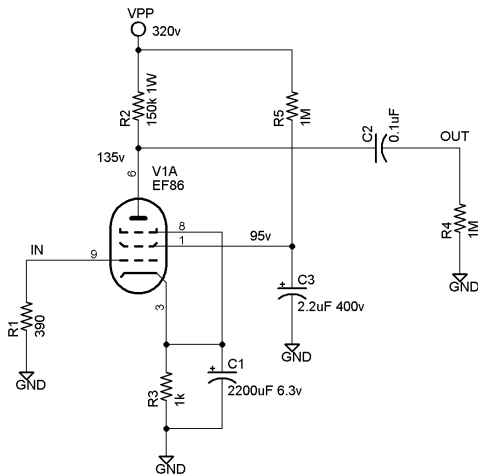 VPP
320v
R2
150k 1W
R5
1M
C2
0.1uF
OUT
135v
6
V1A
EF86
8
1
95v
R4
1M
IN
9
C3
2.2uF 400v
GND
R1
390
3
GND
GND
R3
1k
C1
2200uF 6.3v
GND